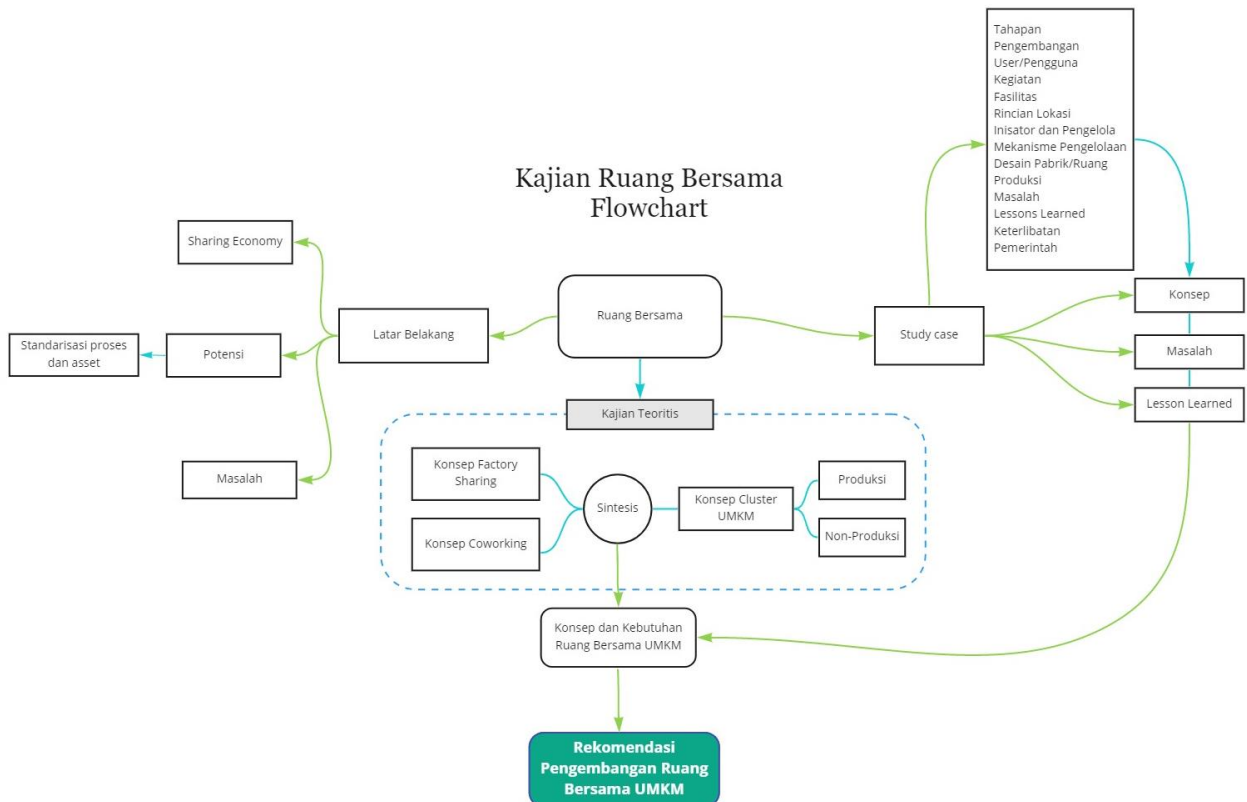 Kajian Ruang Bersama
Flowchart
Tahapan
Pengembangan
User/Pengguna
Kegiatan
Fasilitas
Rincian Lokasi
Inisator dan Pengelola
Mekanisme Pengelolaan
Desain Pabrik/Ruang
Produksi
Masalah
Lessons Learned
Keterlibatan
Pemerintah
Sharing Economy
Ruang Bersama
Latar Belakang
Study case
Konsep
Standarisasi proses
dan asset
Potensi
Masalah
Lesson Learned
Kajian Teoritis
Masalah
Konsep Factory
Sharing
Konsep Coworking
Sintesis
Konsep Cluster
UMKM
Produksi
Non-Produksi
Konsep dan Kebutuhan
Ruang Bersama UMKM
Rekomendasi
Pengembangan Ruang
Bersama UMKM